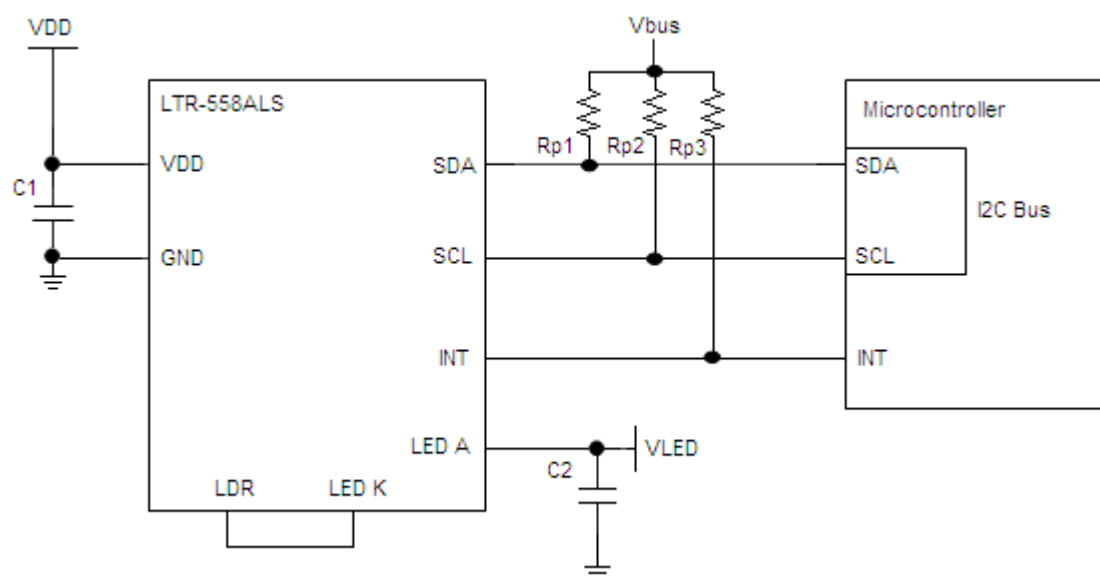 VDD
Vbus
LTR-558ALS
Microcontroller
Rp1
Rp2
Rp3
VDD
SDA
SDA
C1
I2C Bus
GND
SCL
SCL
INT
INT
LED A
VLED
C2
LDR
LED K